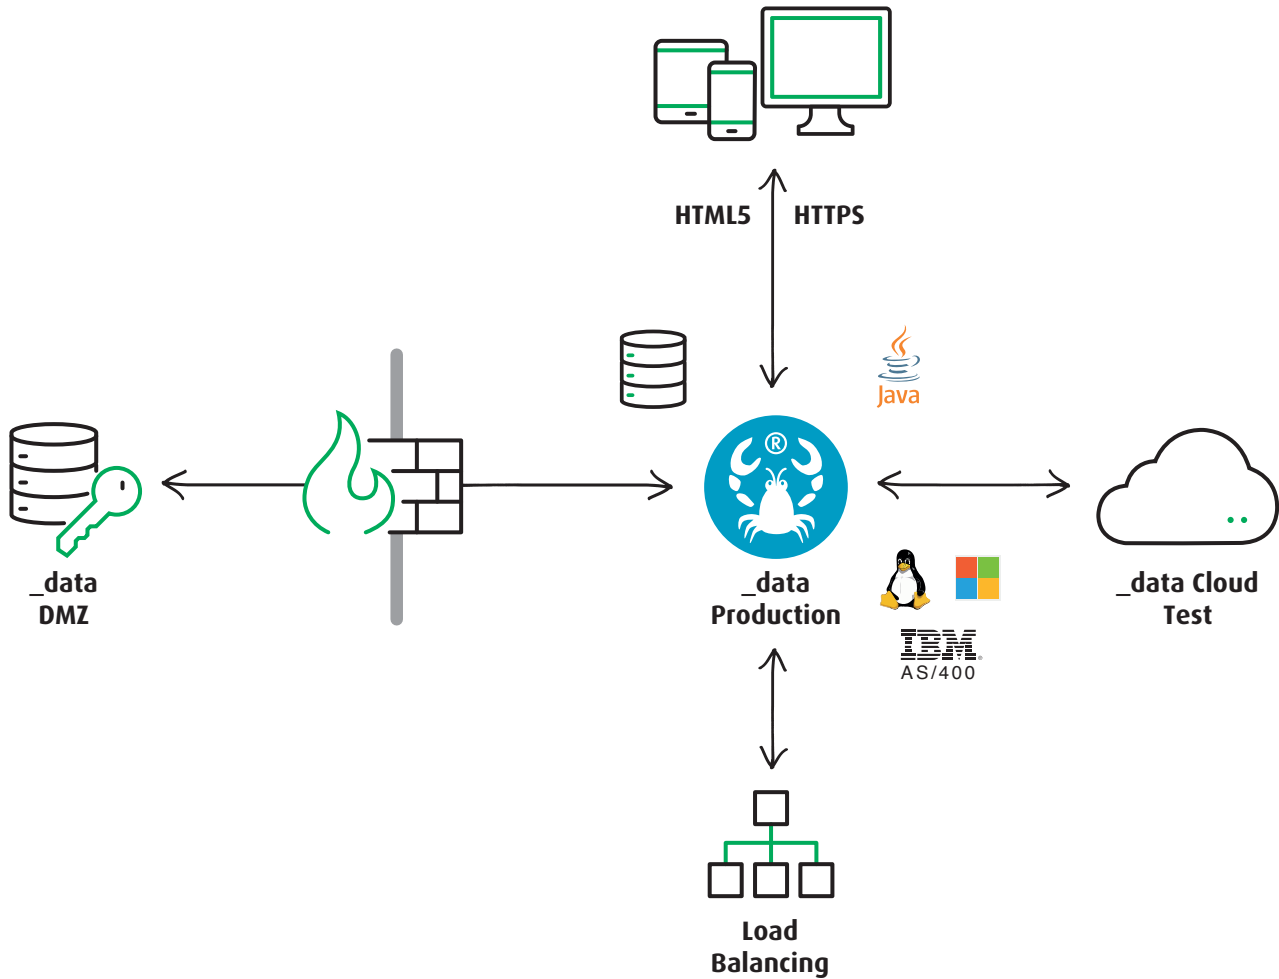 HTML5 HTTPS
Java
®
_data
DMZ
_data
Production
_data Cloud
Test
IBM®
AS/400
Load
Balancing